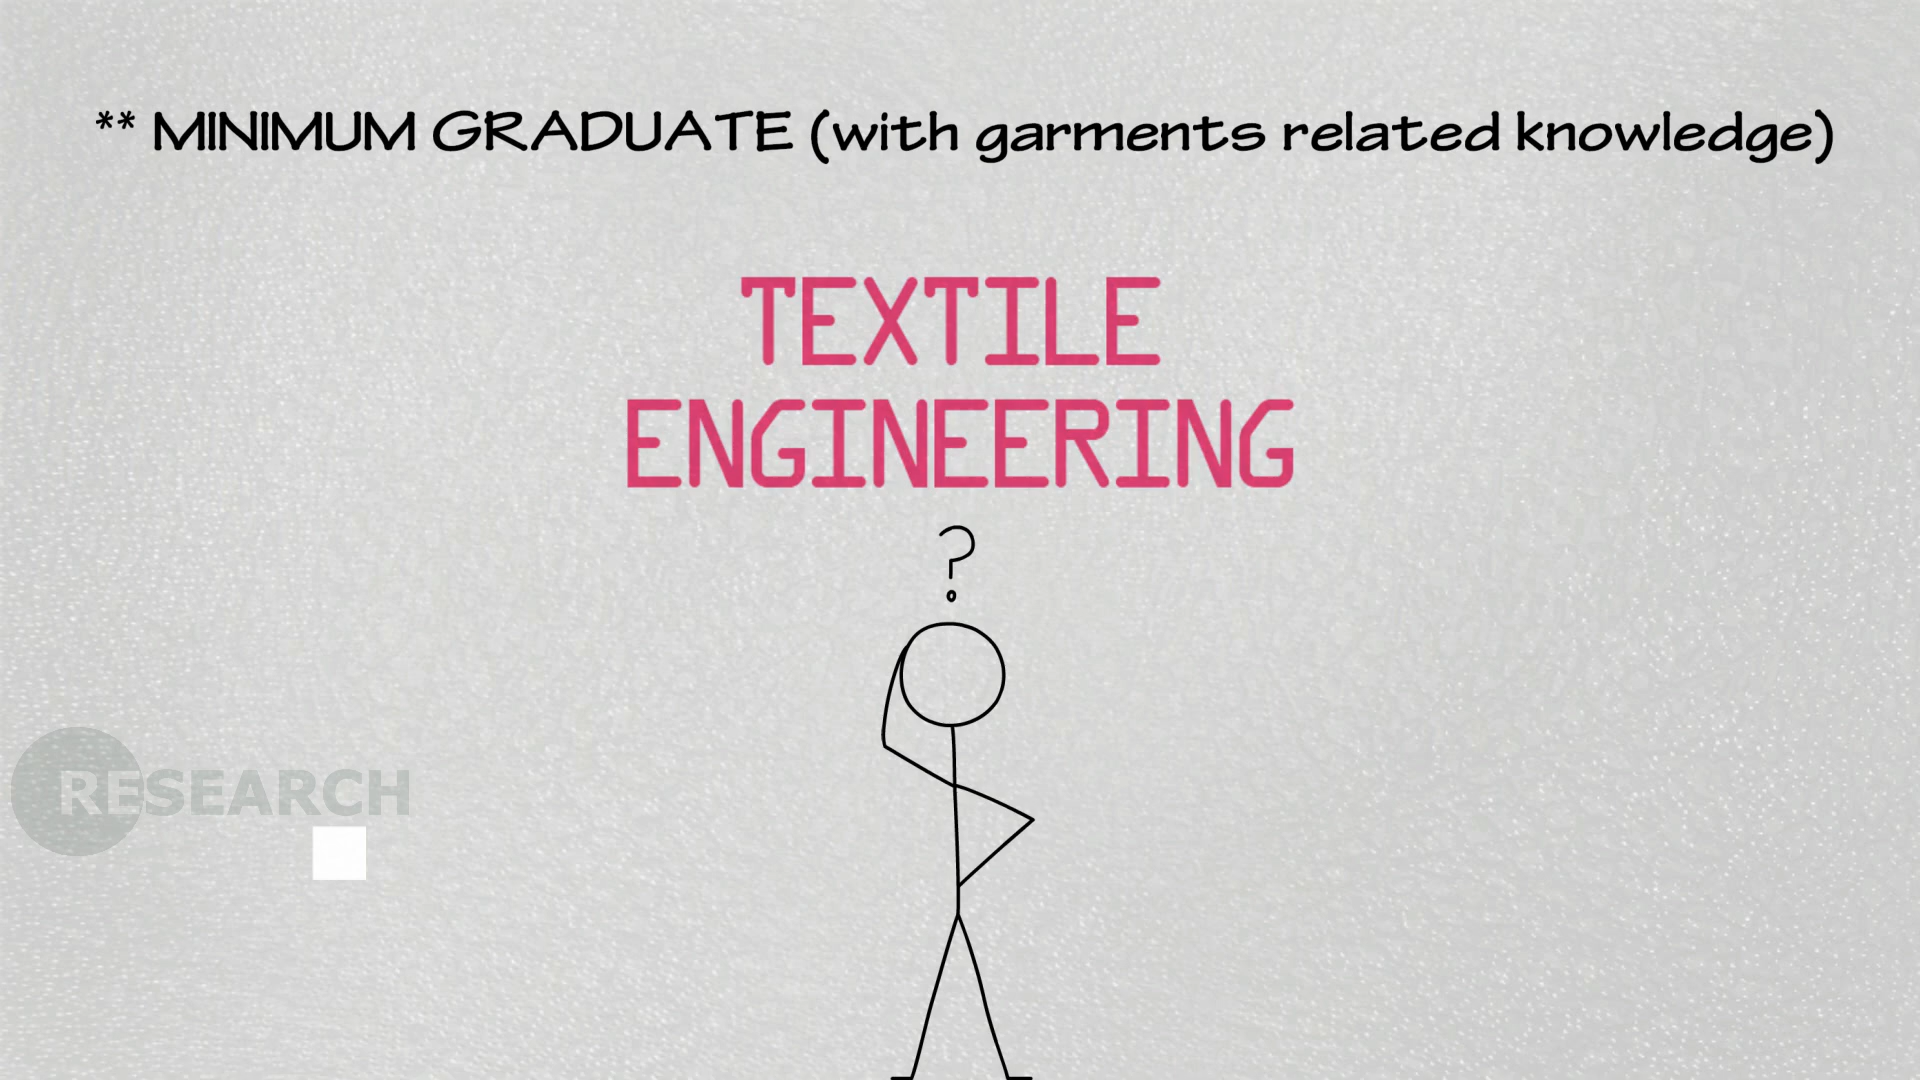 ** MINIMUM GRADUATE (with garments related knowledge)
TEXTILE
ENGINEERING
?
RESEARCH